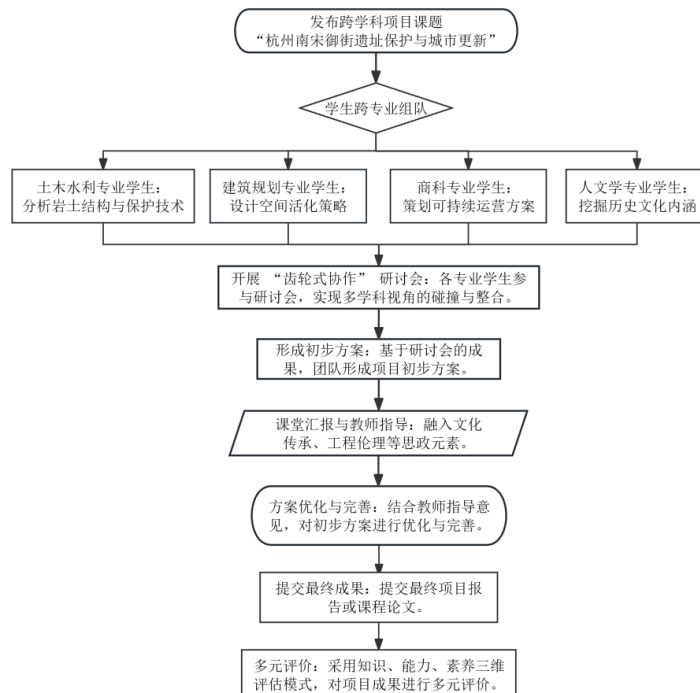 发布跨学科项目课题
“杭州南宋御街遗址保护与城市更新”
学生跨专业组队
土木水利专业学生：
分析岩土结构与保护技术
建筑规划专业学生：
设计空间活化策略
商科专业学生：
策划可持续运营方案
人文学专业学生：
挖掘历史文化内涵
开展 “齿轮式协作” 研讨会：各专业学生参
与研讨会，实现多学科视角的碰撞与整合。
形成初步方案：基于研讨会的成
果，团队形成项目初步方案。
课堂汇报与教师指导：融入文化
传承、工程伦理等思政元素。
方案优化与完善：结合教师指导意
见，对初步方案进行优化与完善。
提交最终成果：提交最终项目报
告或课程论文。
多元评价：采用知识、能力、素养三维
评估模式，对项目成果进行多元评价。